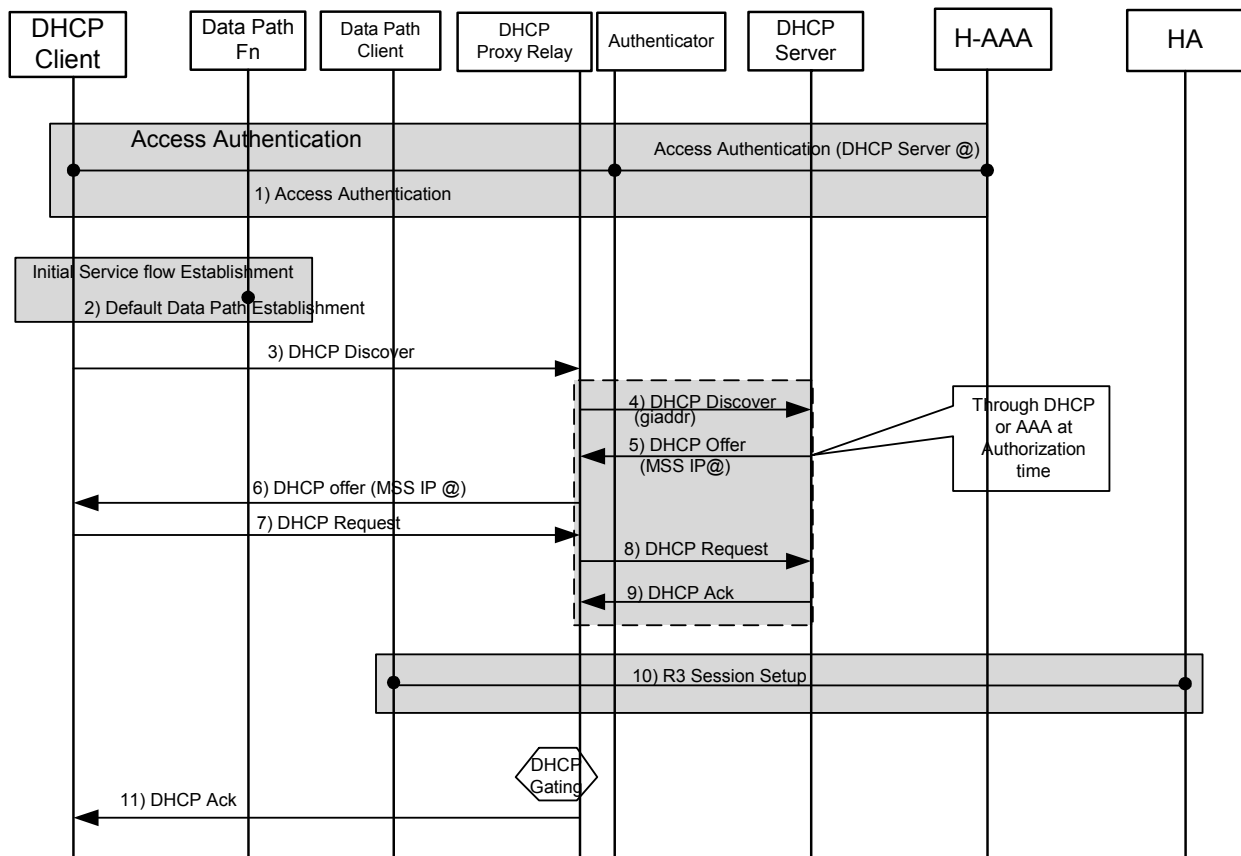 DHCP
Client
Data Path
Fn
Data Path
Client
DHCP
Proxy Relay
Authenticator
DHCP
Server
H-AAA
HA
Access Authentication
Access Authentication (DHCP Server @)
1) Access Authentication
Initial Service flow Establishment
2) Default Data Path Establishment
3) DHCP Discover
4) DHCP Discover
(giaddr)
Through DHCP
or AAA at
Authorization
time
5) DHCP Offer
(MSS IP@)
6) DHCP offer (MSS IP @)
7) DHCP Request
8) DHCP Request
9) DHCP Ack
10) R3 Session Setup
DHCP
Gating
11) DHCP Ack